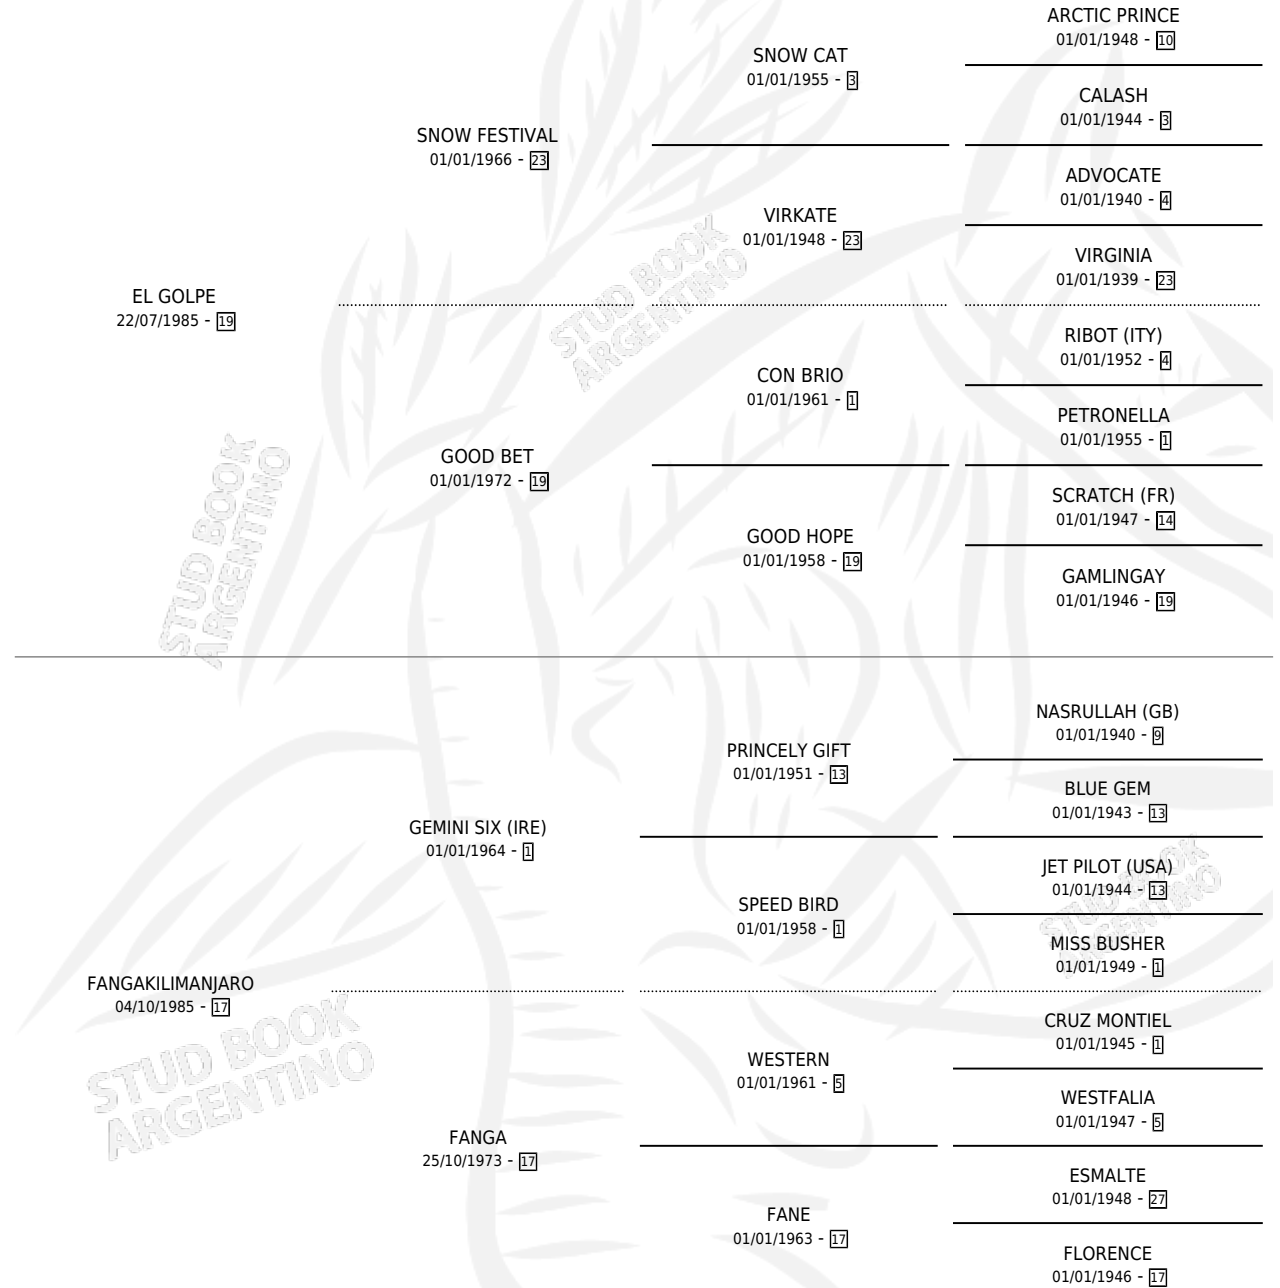 ARCTIC PRINCE
01/01/1948 - 10
SNOW CAT
01/01/1955 - 3
CALASH
01/01/1944 - 3
SNOW FESTIVAL
01/01/1966 - 23
ADVOCATE
01/01/1940 - 4
VIRKATE
01/01/1948 - 23
VIRGINIA
01/01/1939 - 23
EL GOLPE
22/07/1985 - 19
RIBOT (ITY)
01/01/1952 - 4
CON BRIO
01/01/1961 - 1
PETRONELLA
01/01/1955 - 1
GOOD BET
01/01/1972 - 19
SCRATCH (FR)
01/01/1947 - 14
GOOD HOPE
01/01/1958 - 19
GAMLINGAY
01/01/1946 - 19
NASRULLAH (GB)
01/01/1940 - 9
PRINCELY GIFT
01/01/1951 - 13
BLUE GEM
01/01/1943 - 13
GEMINI SIX (IRE)
01/01/1964 - 1
JET PILOT (USA)
01/01/1944 - 13
SPEED BIRD
01/01/1958 - 1
MISS BUSHER
01/01/1949 - 1
FANGAKILIMANJARO
04/10/1985 - 17
CRUZ MONTIEL
01/01/1945 - 1
WESTERN
01/01/1961 - 5
WESTFALIA
01/01/1947 - 5
FANGA
25/10/1973 - 17
ESMALTE
01/01/1948 - 27
FANE
01/01/1963 - 17
FLORENCE
01/01/1946 - 17
STUD BOOK
ARGENTINO
STUD BOOK
ARGENTINO
STUD BOOK
ARGENTINO
STUD BOOK
ARGENTINO